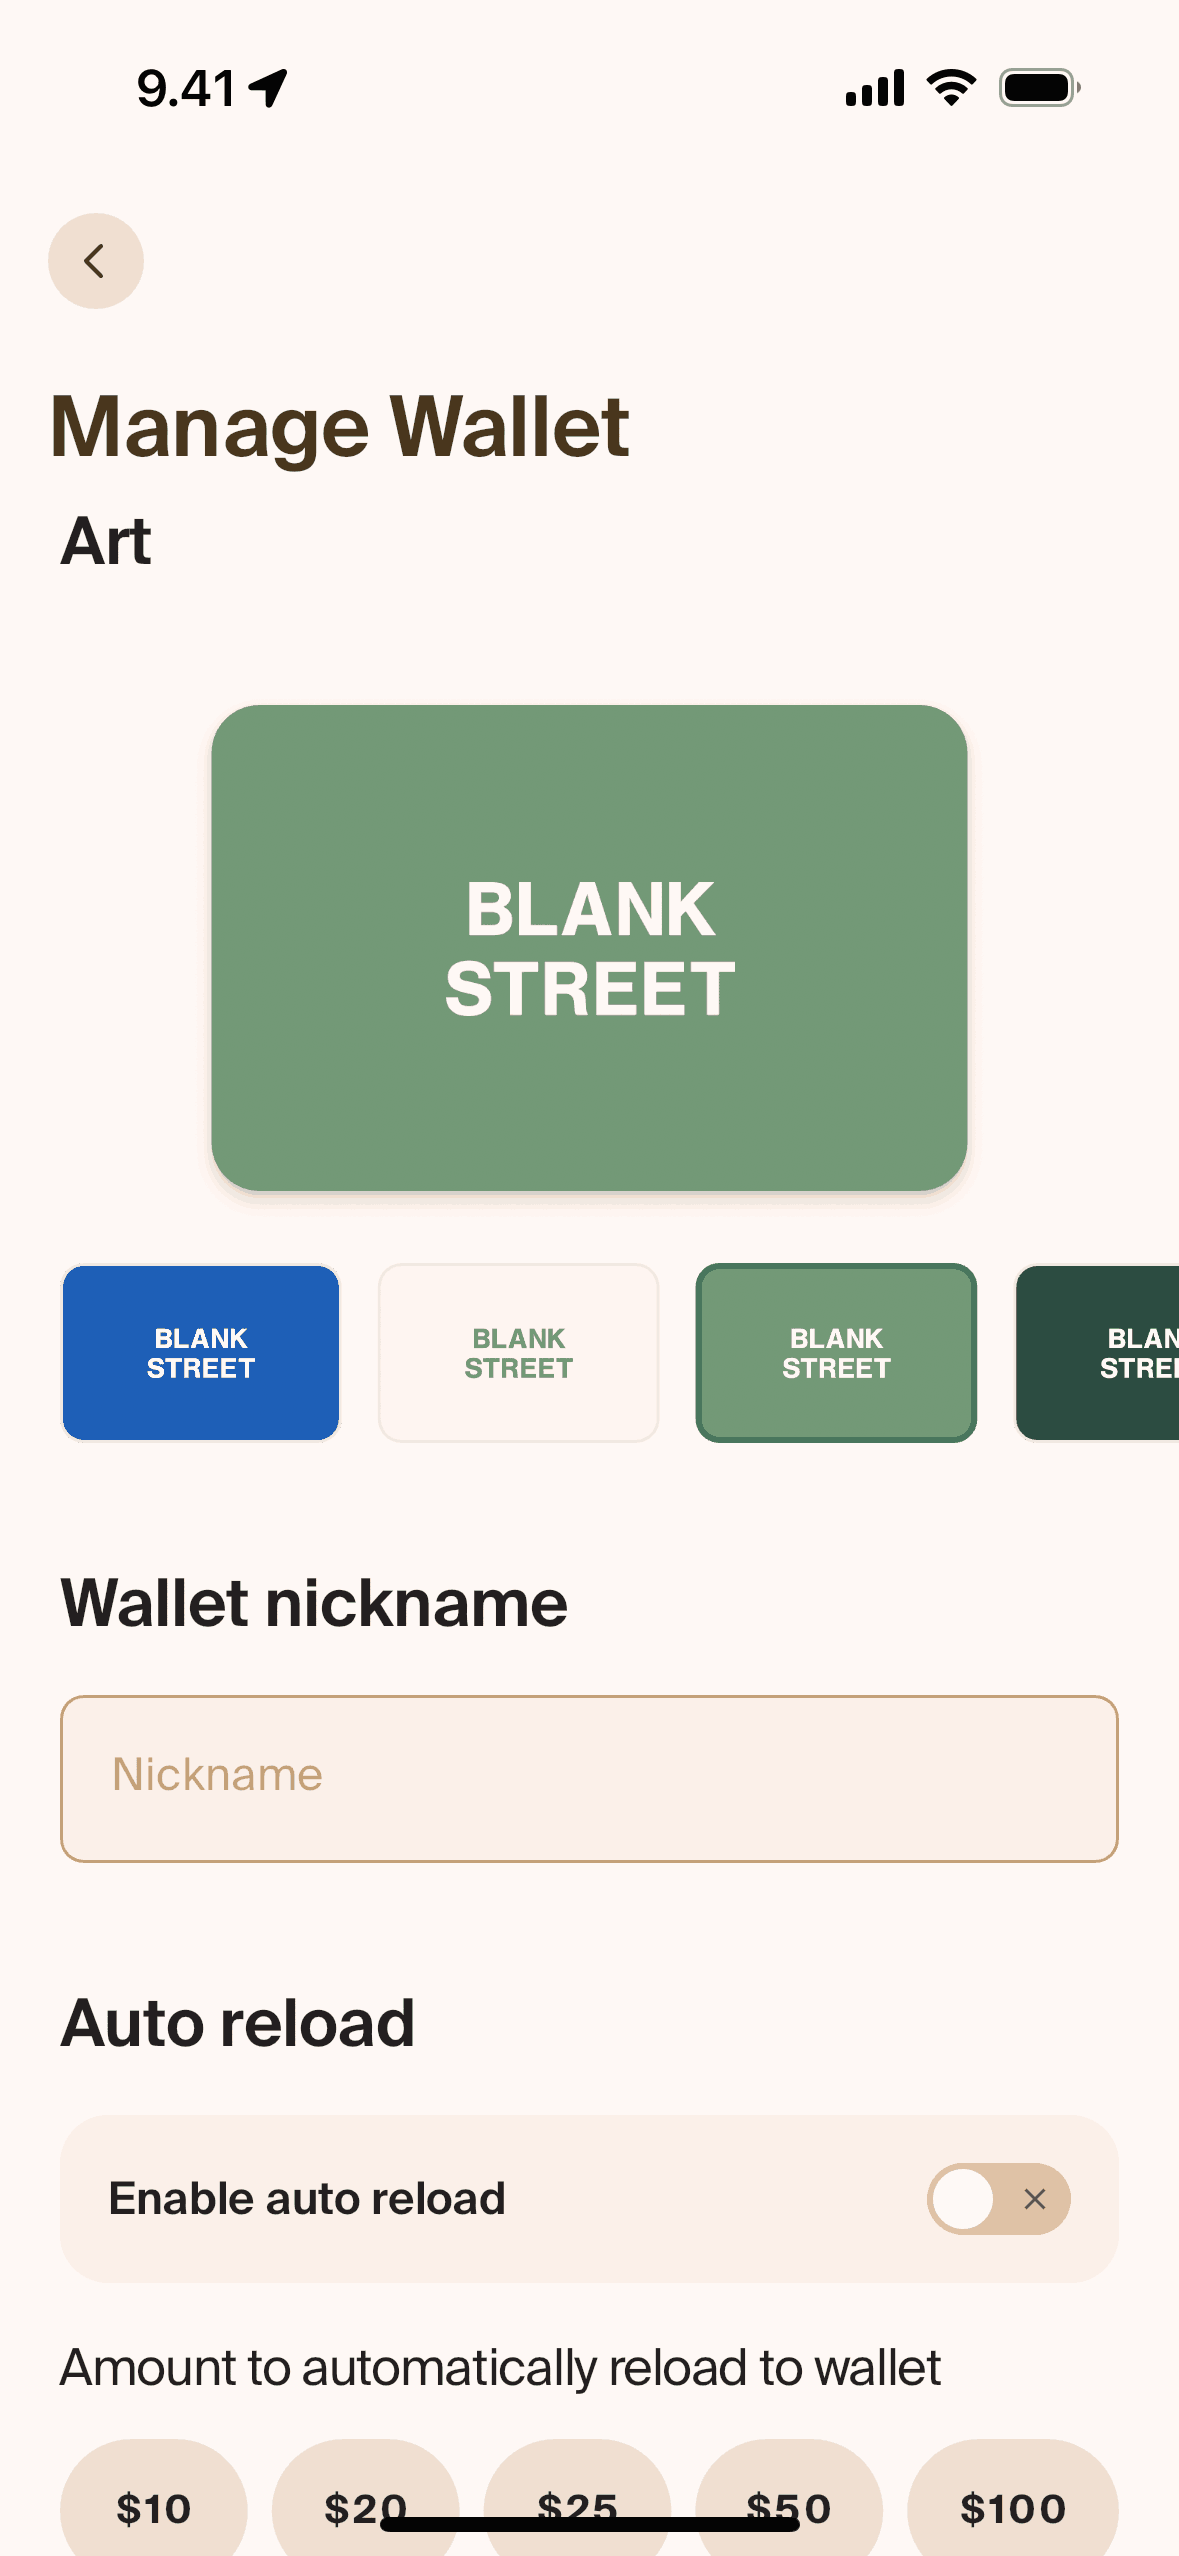 9.41
Manage Wallet
Art
BLANK
STREET
BLANK
STREET
BLANK
STREET
BLANK
STREET
Wallet nickname
Nickname
Auto reload
Enable auto reload
Amount to automatically reload to wallet
$10 $20 $25 $50 $100